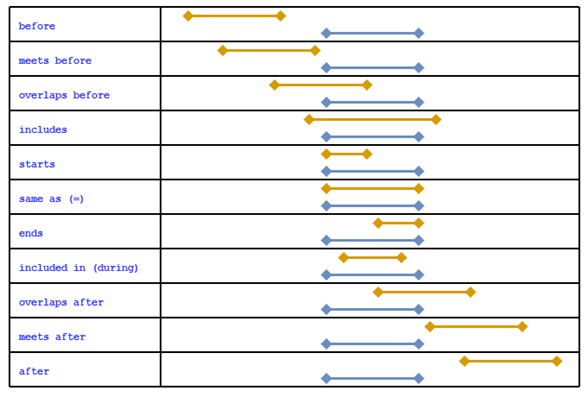 before
meets before
overlaps before
includes
starts
same as (=)
ends
included in (during)
overlaps after
meets after
after